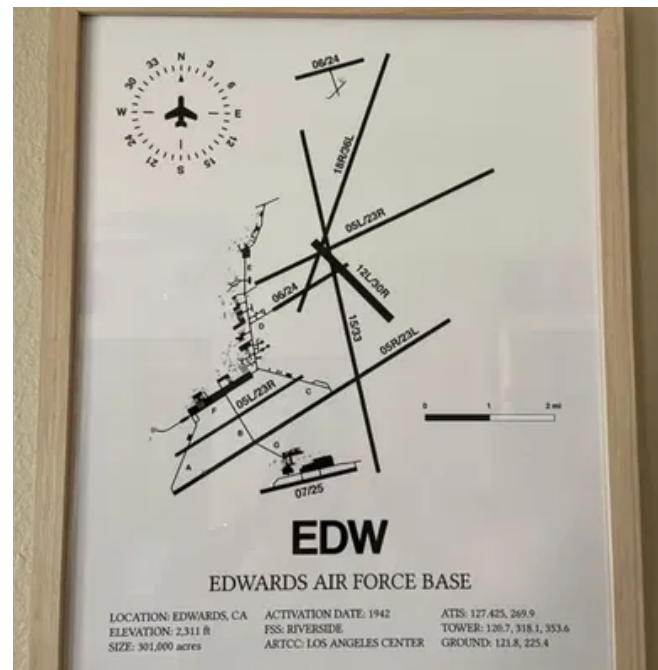 N
33
3
30
6
W
E
24
12
21
15
S
06/24
18R/36L
05L/23R
12L/30R
06/24
15/33
05R/23L
05L/23R
E
D
C
F
B
G
A
07/25
0 1 2 mi
EDW
EDWARDS AIR FORCE BASE
LOCATION: EDWARDS, CA
ELEVATION: 2,311 ft
SIZE: 301,000 acres
ACTIVATION DATE: 1942
FSS: RIVERSIDE
ARTCC: LOS ANGELES CENTER
ATIS: 127.425, 269.9
TOWER: 120.7, 318.1, 353.6
GROUND: 121.8, 225.4